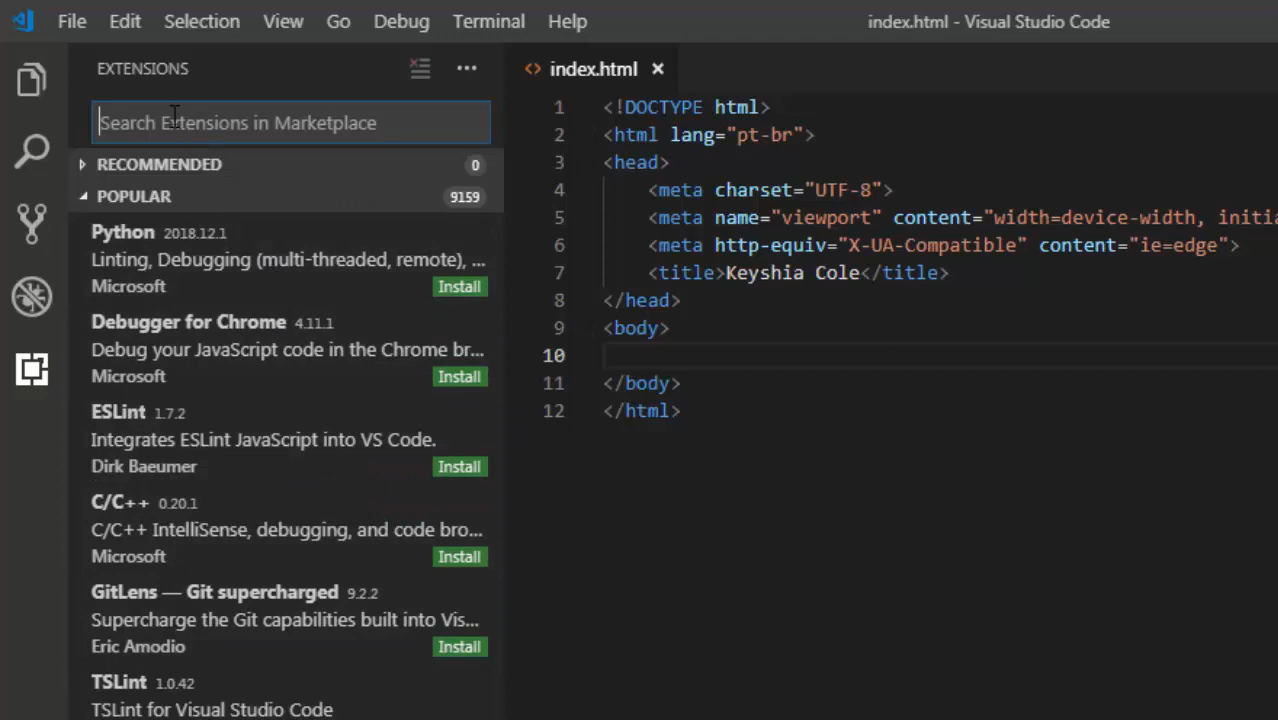 File Edit Selection View Go Debug Terminal Help index.html - Visual Studio Code
EXTENSIONS
Search Extensions in Marketplace
RECOMMENDED 0
POPULAR 9159
Python 2018.12.1
Linting, Debugging (multi-threaded, remote), ...
Microsoft Install
Debugger for Chrome 4.11.1
Debug your JavaScript code in the Chrome br...
Microsoft Install
ESLint 1.7.2
Integrates ESLint JavaScript into VS Code.
Dirk Baeumer Install
C/C++ 0.20.1
C/C++ IntelliSense, debugging, and code bro...
Microsoft Install
GitLens — Git supercharged 9.2.2
Supercharge the Git capabilities built into Vis...
Eric Amodio Install
TSLint 1.0.42
TSLint for Visual Studio Code
index.html
1 <!DOCTYPE html>
2 <html lang="pt-br">
3 <head>
4 <meta charset="UTF-8">
5 <meta name="viewport" content="width=device-width, initia
6 <meta http-equiv="X-UA-Compatible" content="ie=edge">
7 <title>Keyshia Cole</title>
8 </head>
9 <body>
10
11 </body>
12 </html>